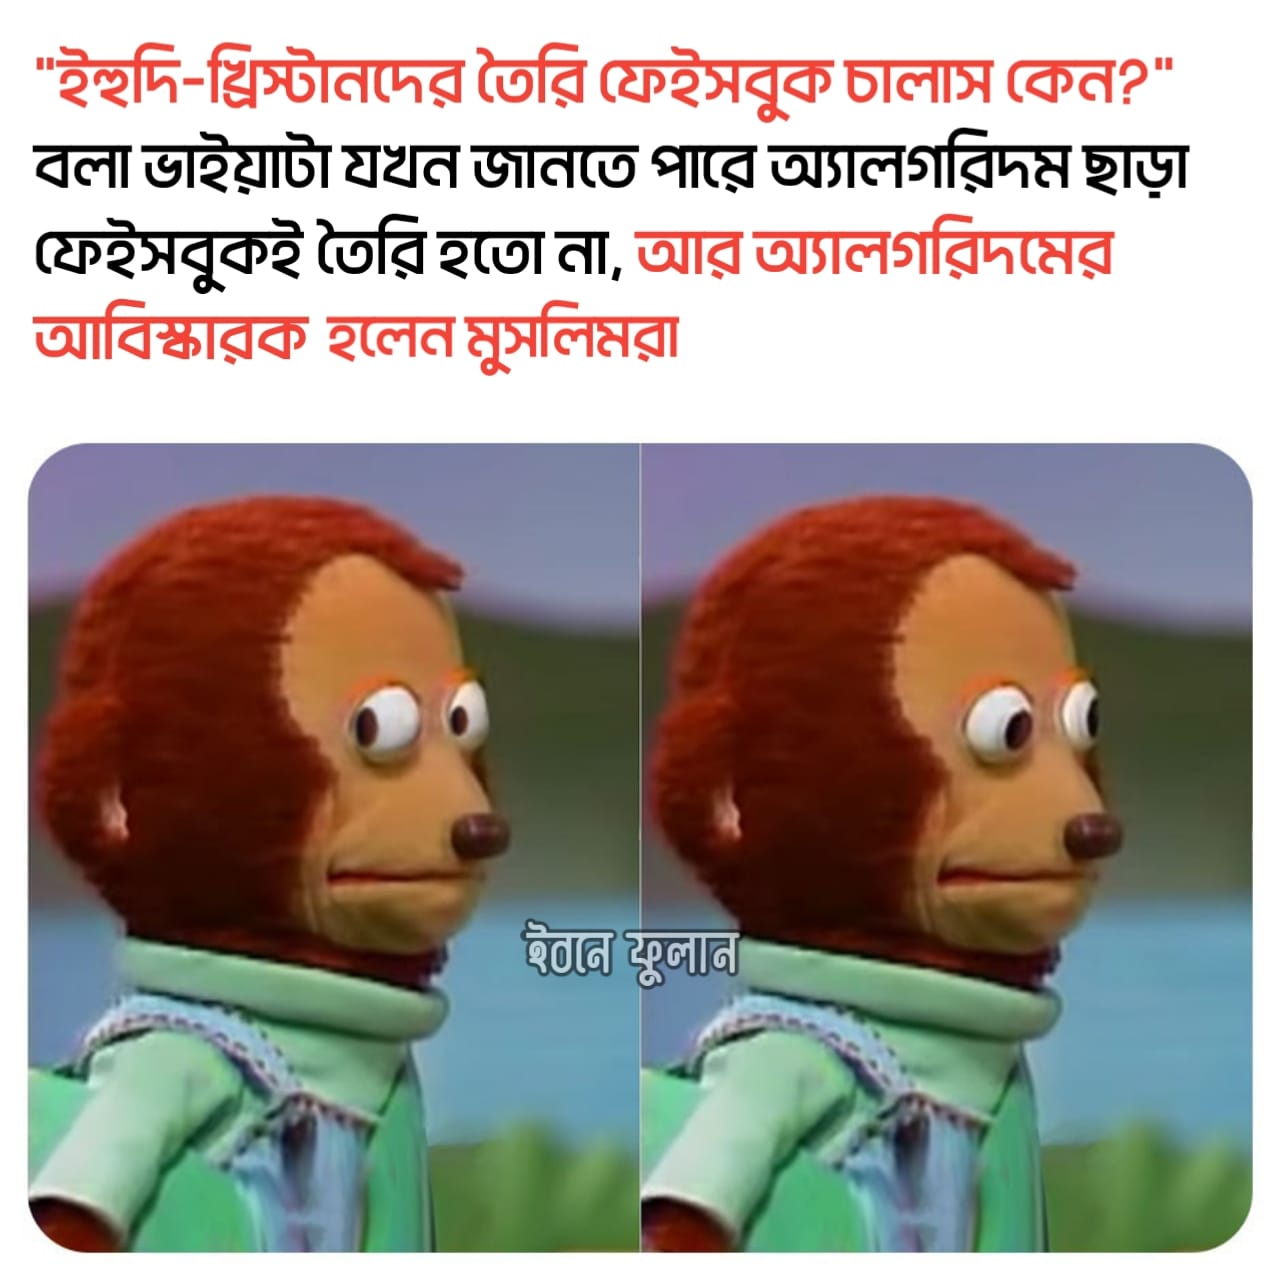 "ইহুদি-খ্রিস্টানদের তৈরি ফেইসবুক চালাস কেন?"
বলা ভাইয়াটা যখন জানতে পারে অ্যালগরিদম ছাড়া
ফেইসবুকই তৈরি হতো না, আর অ্যালগরিদমের
আবিস্কারক হলেন মুসলিমরা
ইবনে ফুলান